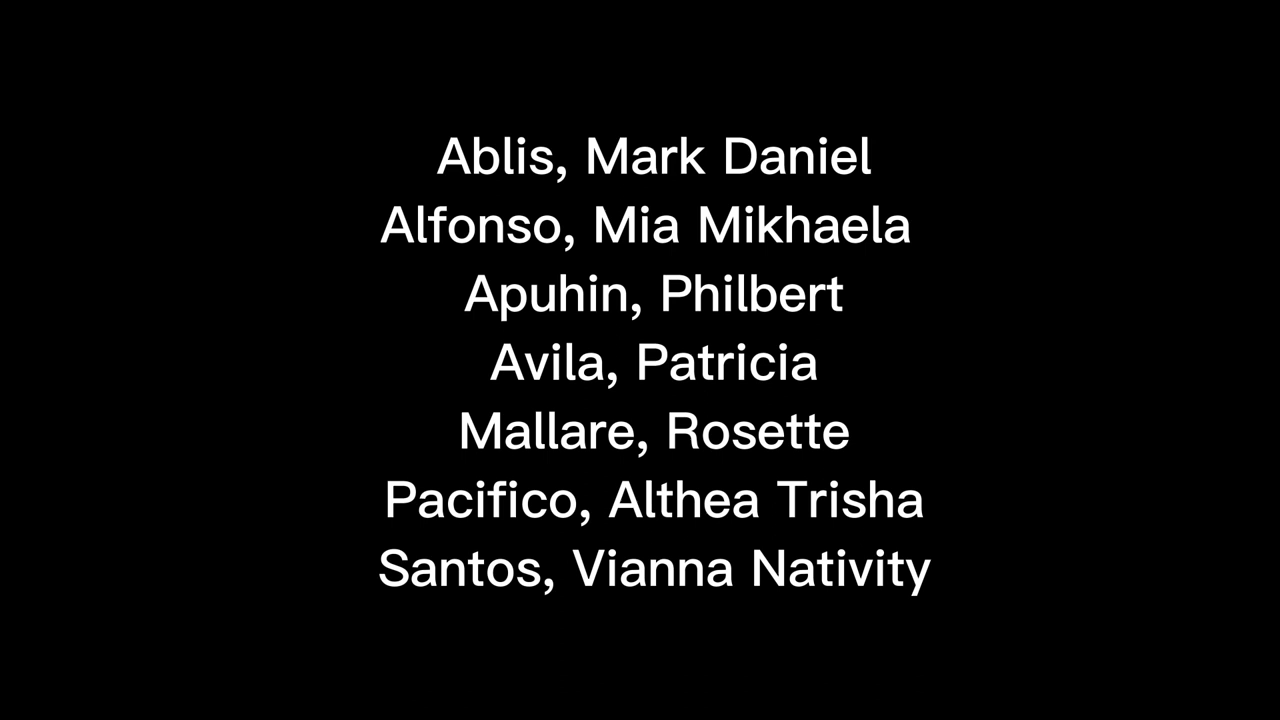 Ablis, Mark Daniel
Alfonso, Mia Mikhaela
Apuhin, Philbert
Avila, Patricia
Mallare, Rosette
Pacifico, Althea Trisha
Santos, Vianna Nativity